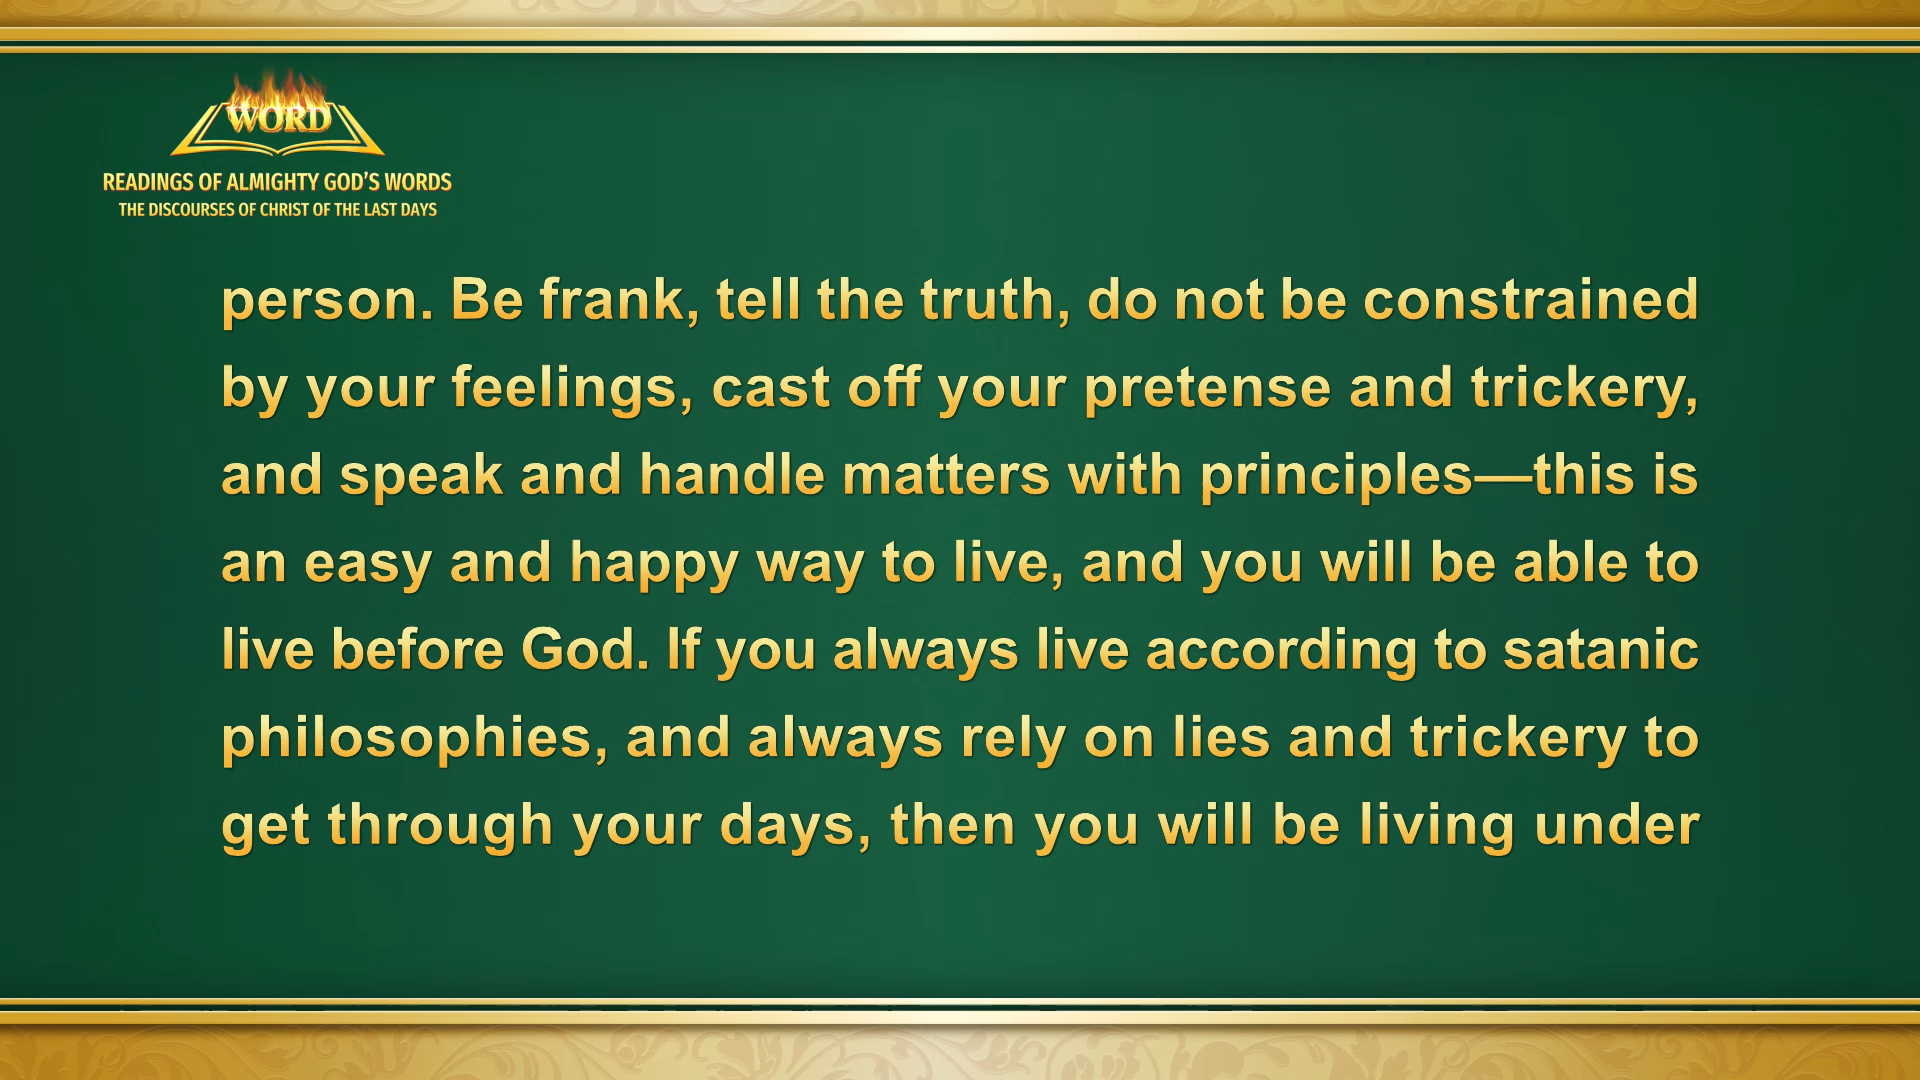 WORD
READINGS OF ALMIGHTY GOD'S WORDS
THE DISCOURSES OF CHRIST OF THE LAST DAYS
person. Be frank, tell the truth, do not be constrained
by your feelings, cast off your pretense and trickery,
and speak and handle matters with principles—this is
an easy and happy way to live, and you will be able to
live before God. If you always live according to satanic
philosophies, and always rely on lies and trickery to
get through your days, then you will be living under